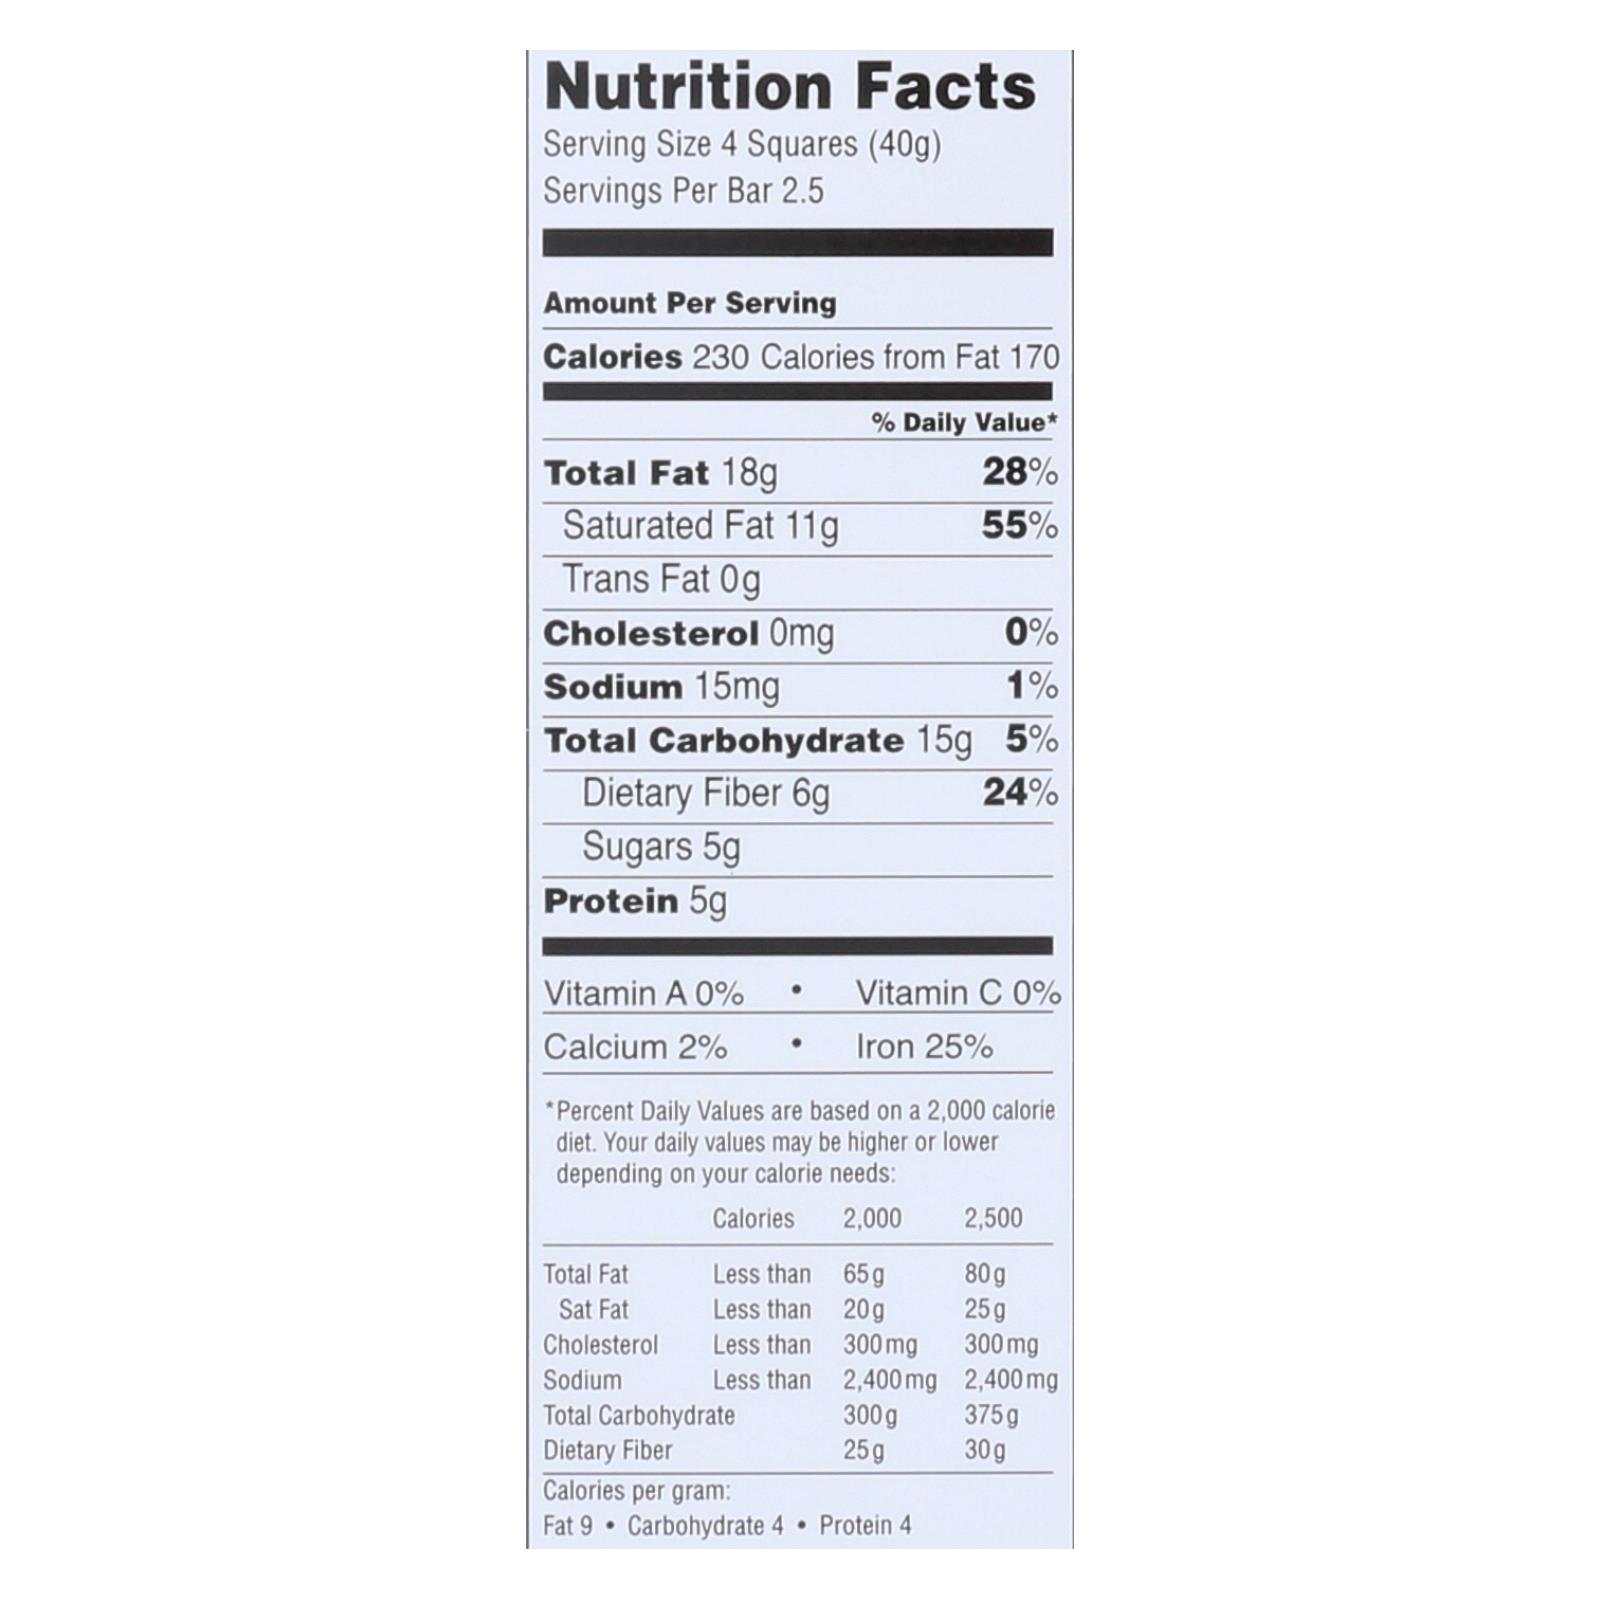 Nutrition Facts
Serving Size 4 Squares (40g)
Servings Per Bar 2.5
Amount Per Serving
Calories 230 Calories from Fat 170
% Daily Value*
Total Fat 18g 28%
Saturated Fat 11g 55%
Trans Fat 0g
Cholesterol 0mg 0%
Sodium 15mg 1%
Total Carbohydrate 15g 5%
Dietary Fiber 6g 24%
Sugars 5g
Protein 5g
Vitamin A 0% • Vitamin C 0%
Calcium 2% • Iron 25%
*Percent Daily Values are based on a 2,000 calorie
diet. Your daily values may be higher or lower
depending on your calorie needs:
Calories 2,000 2,500
Total Fat Less than 65g 80g
Sat Fat Less than 20g 25g
Cholesterol Less than 300mg 300mg
Sodium Less than 2,400mg 2,400mg
Total Carbohydrate 300g 375g
Dietary Fiber 25g 30g
Calories per gram:
Fat 9 • Carbohydrate 4 • Protein 4